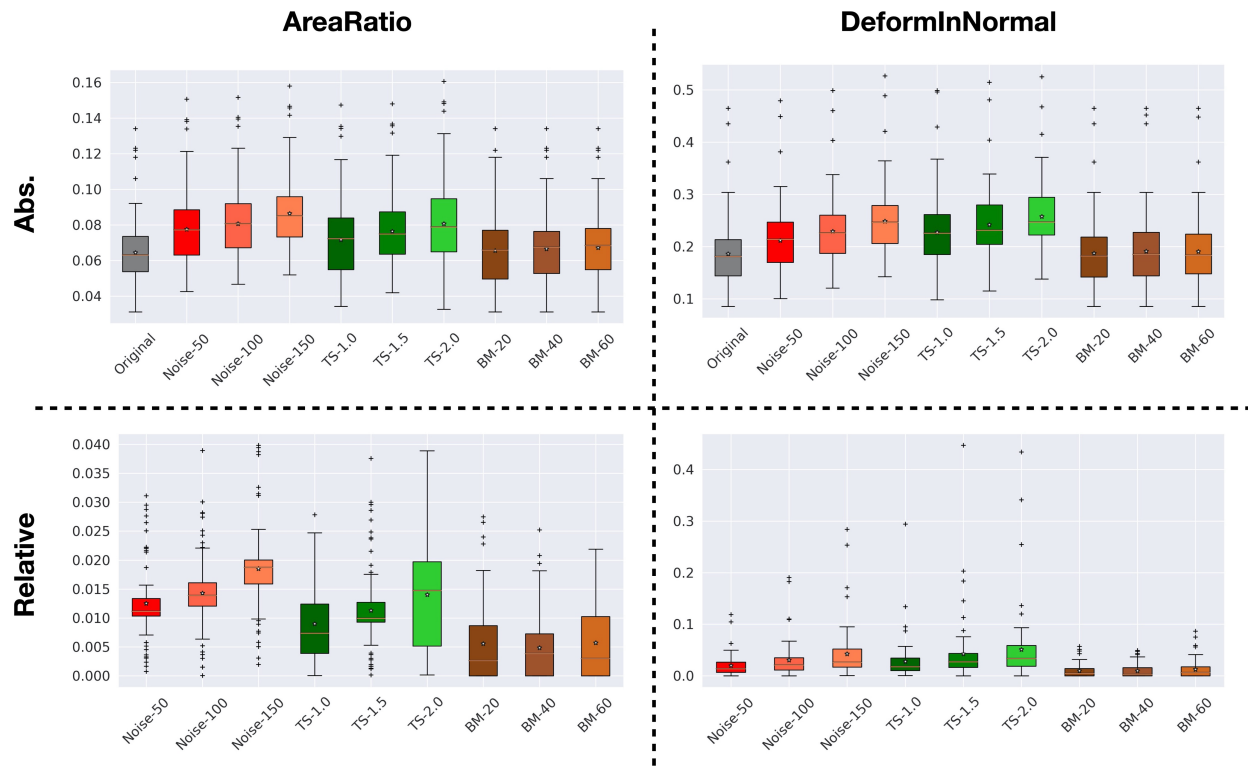 AreaRatio
DeformInNormal
Abs.
0.16
0.14
0.12
0.10
0.08
0.06
0.04
Original
Noise-50
Noise-100
Noise-150
TS-1.0
TS-1.5
TS-2.0
BM-20
BM-40
BM-60
0.5
0.4
0.3
0.2
0.1
Original
Noise-50
Noise-100
Noise-150
TS-1.0
TS-1.5
TS-2.0
BM-20
BM-40
BM-60
Relative
0.040
0.035
0.030
0.025
0.020
0.015
0.010
0.005
0.000
Noise-50
Noise-100
Noise-150
TS-1.0
TS-1.5
TS-2.0
BM-20
BM-40
BM-60
0.4
0.3
0.2
0.1
0.0
Noise-50
Noise-100
Noise-150
TS-1.0
TS-1.5
TS-2.0
BM-20
BM-40
BM-60